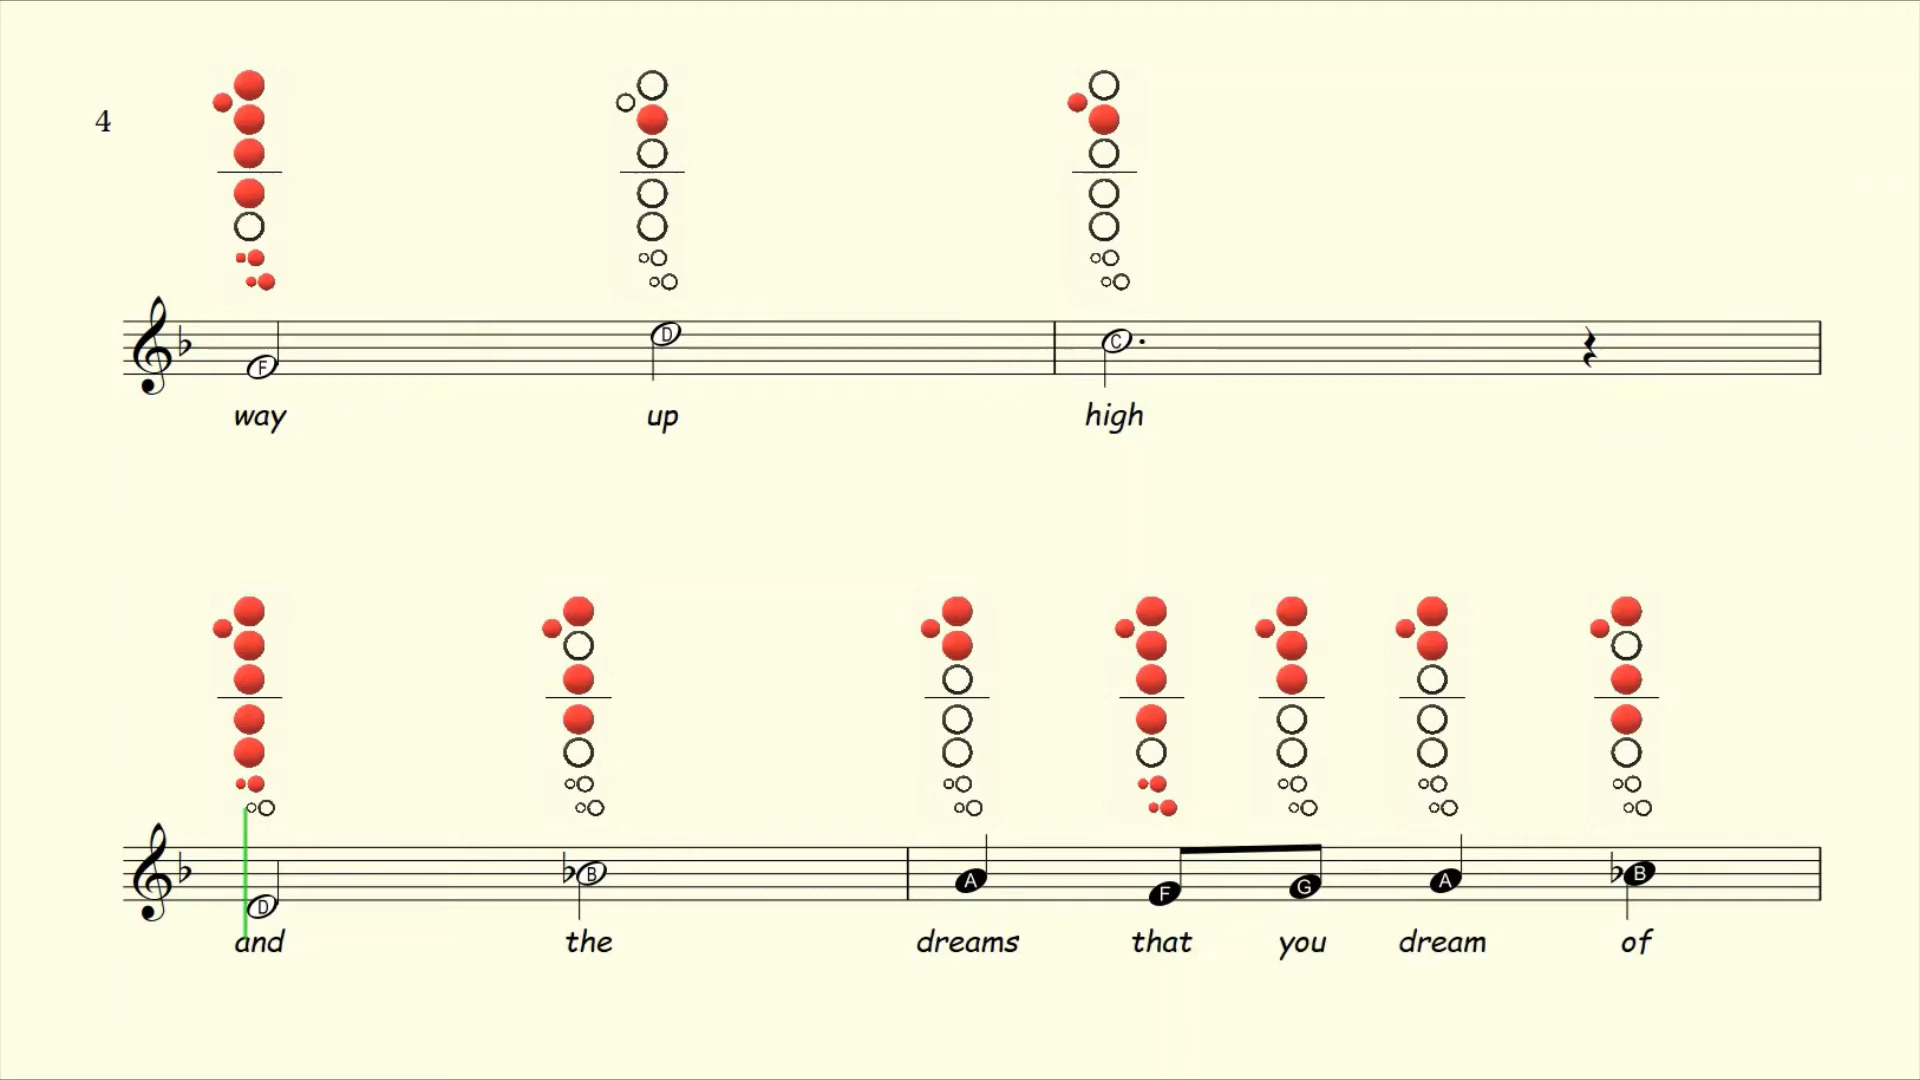 4
F D C
way up high
D B A F G A B
and the dreams that you dream of